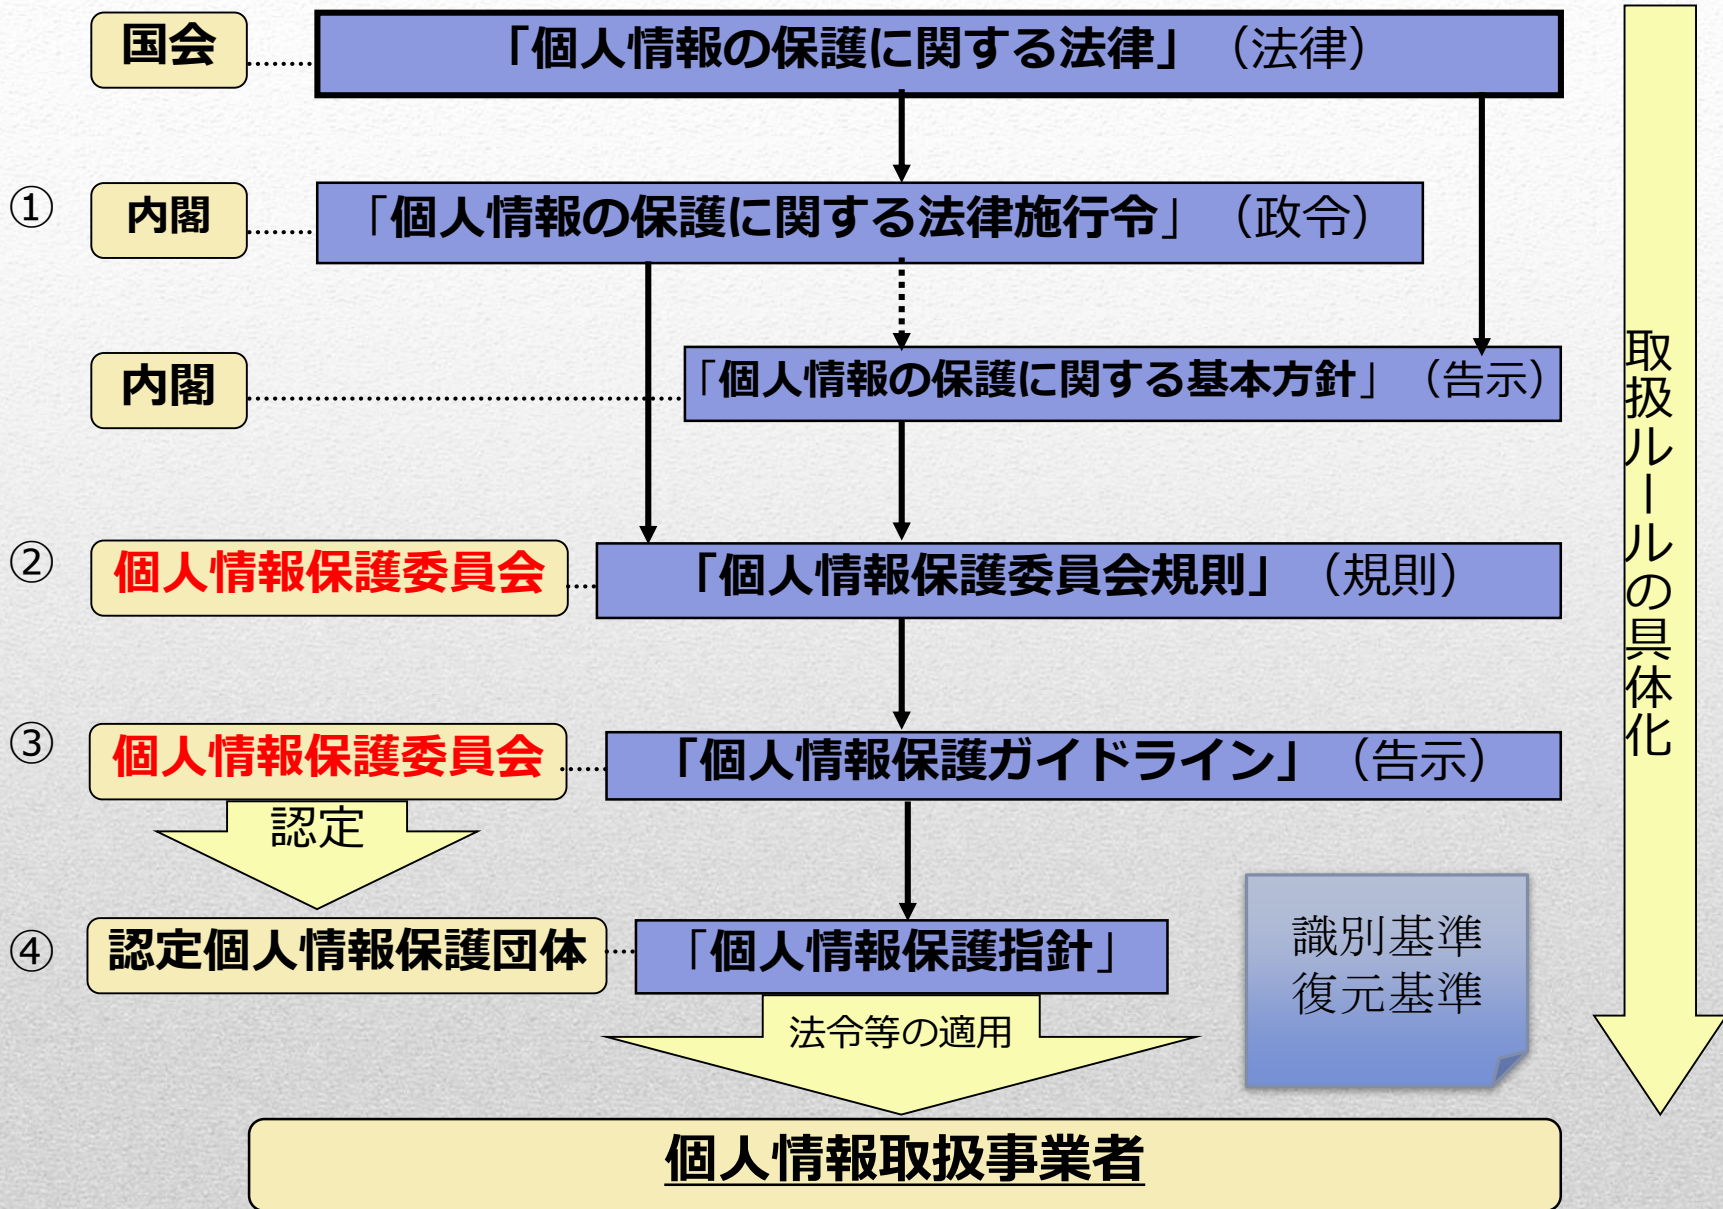 国会
「個人情報の保護に関する法律」（法律）
①
内閣
「個人情報の保護に関する法律施行令」（政令）
内閣
「個人情報の保護に関する基本方針」（告示）
②
個人情報保護委員会
「個人情報保護委員会規則」（規則）
③
個人情報保護委員会
「個人情報保護ガイドライン」（告示）
認定
④
認定個人情報保護団体
「個人情報保護指針」
識別基準
復元基準
法令等の適用
個人情報取扱事業者
取扱ルールの具体化